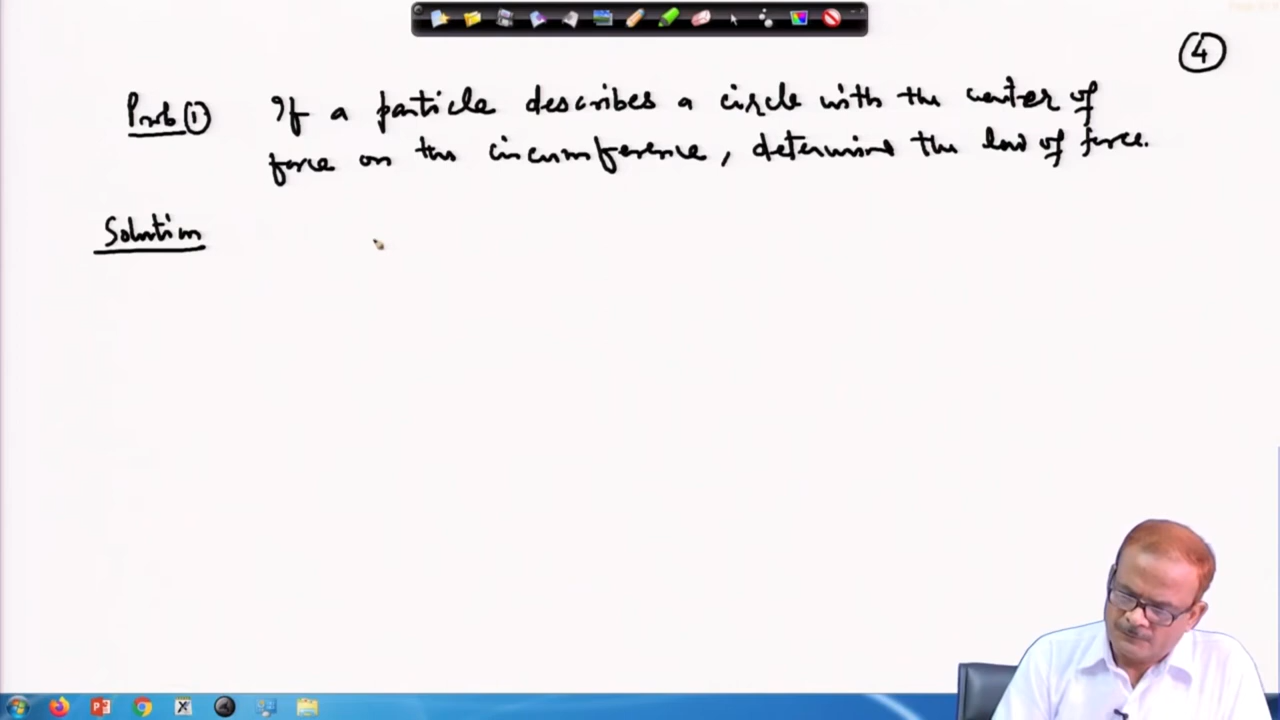 4
Prob 1 If a particle describes a circle with the center of
force on the circumference, determine the law of force.
Solution